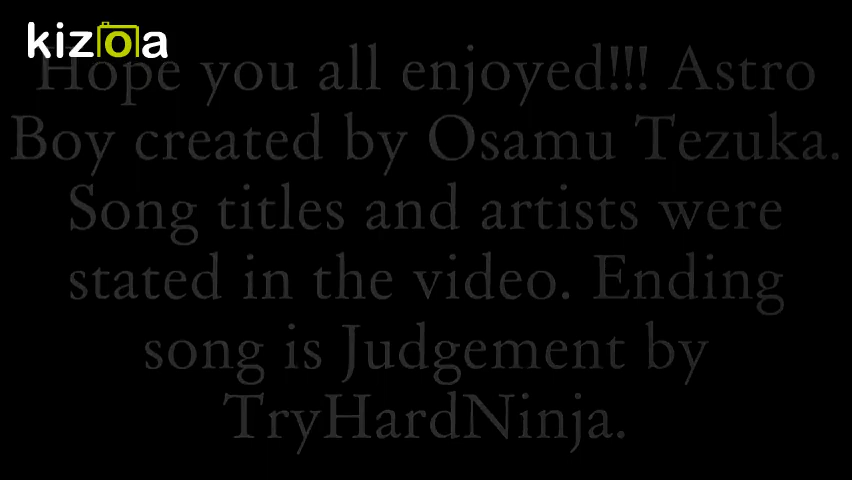 kizoa
Hope you all enjoyed!!! Astro
Boy created by Osamu Tezuka.
Song titles and artists were
stated in the video. Ending
song is Judgement by
TryHardNinja.